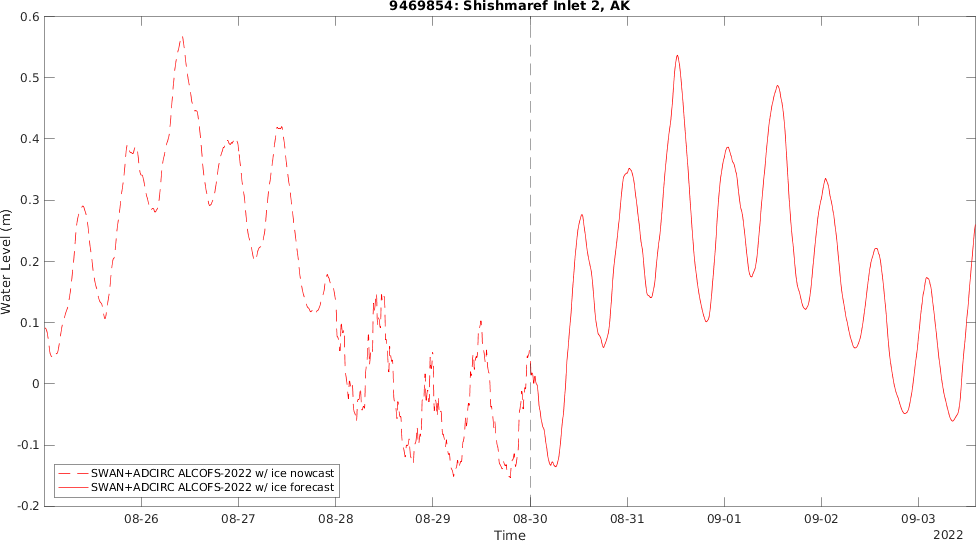 9469854: Shishmaref Inlet 2, AK
0.6
0.5
0.4
0.3
0.2
0.1
0
-0.1
-0.2
Water Level (m)
SWAN+ADCIRC ALCOFS-2022 w/ ice nowcast
SWAN+ADCIRC ALCOFS-2022 w/ ice forecast
08-26 08-27 08-28 08-29 08-30 08-31 09-01 09-02 09-03
Time
2022